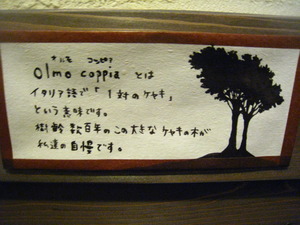 オルモ コッピア
Olmo coppia とは
イタリア語で「1対のケヤキ」
という意味です。
樹齢数百年のこの大きなケヤキの木が
私達の自慢です。